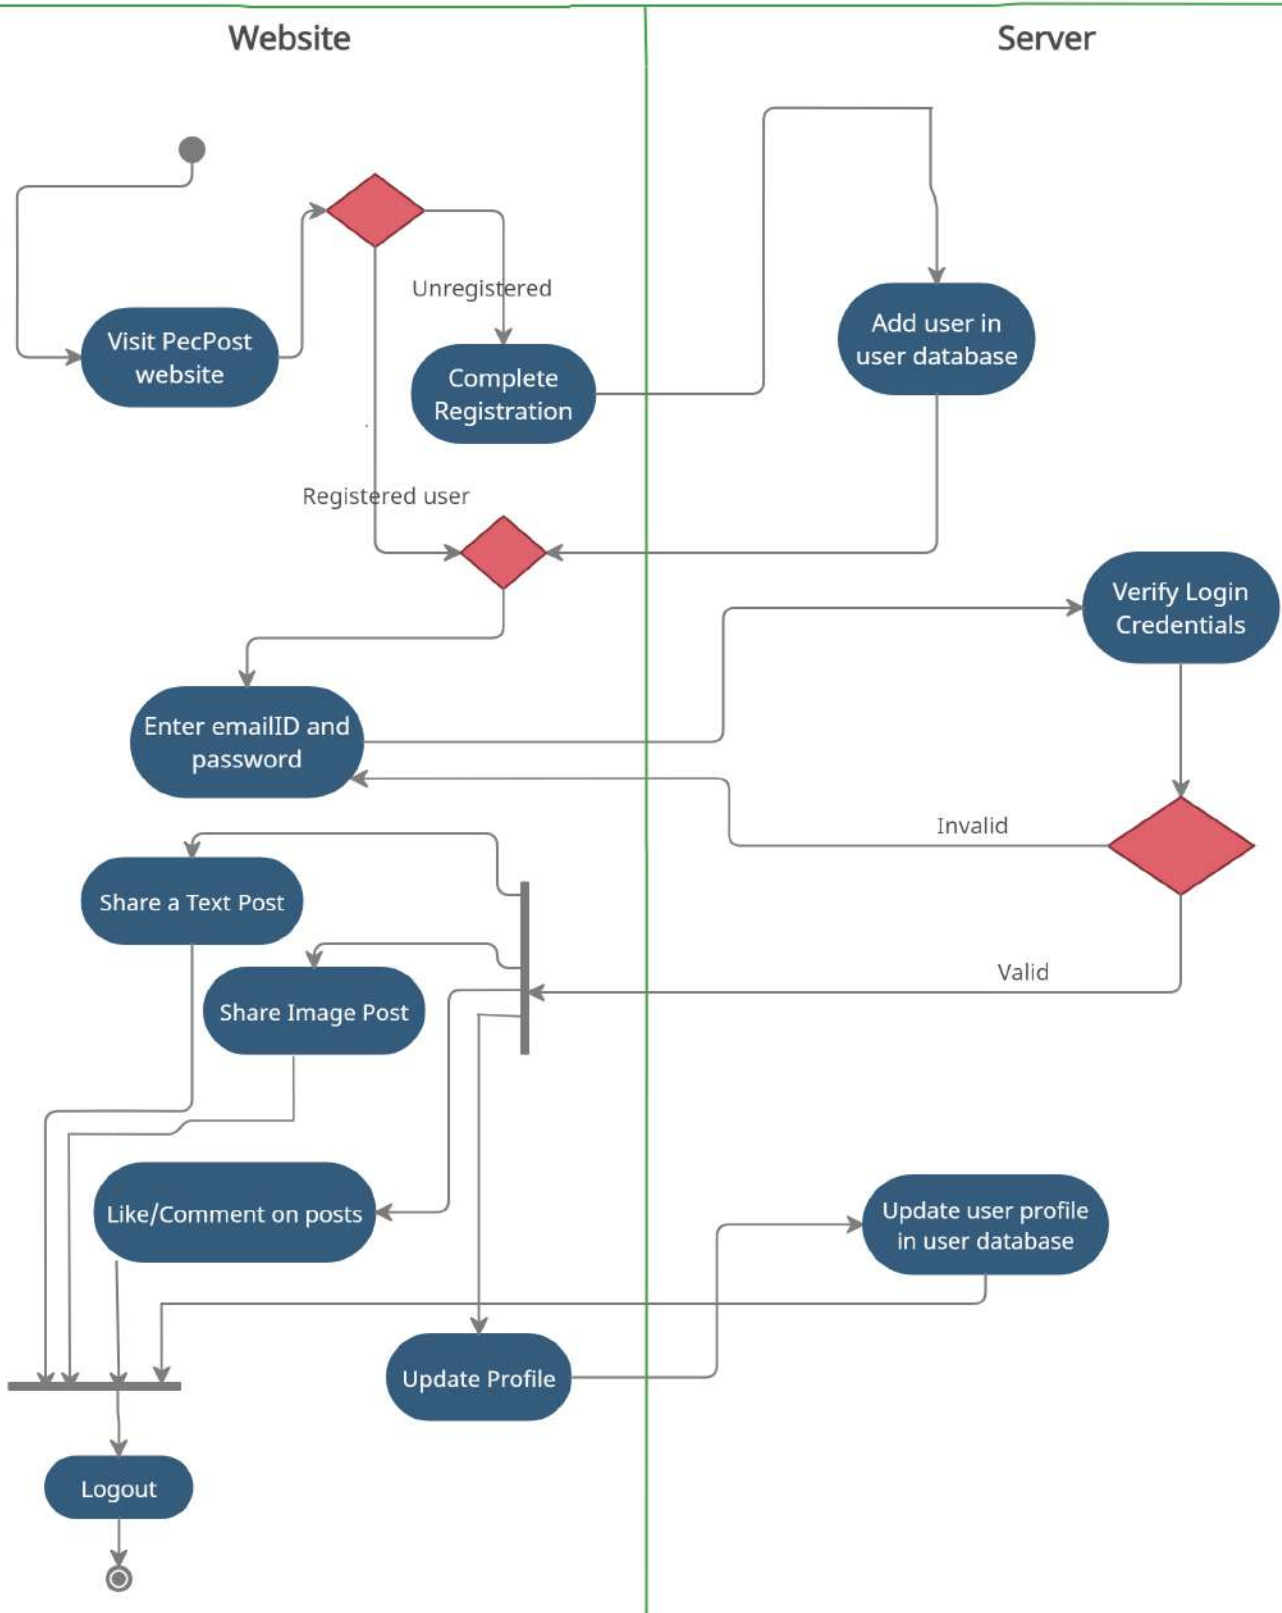 Website
Server
Unregistered
Visit PecPost
website
Add user in
user database
Complete
Registration
Registered user
Verify Login
Credentials
Enter emailID and
password
Invalid
Share a Text Post
Valid
Share Image Post
Like/Comment on posts
Update user profile
in user database
Update Profile
Logout